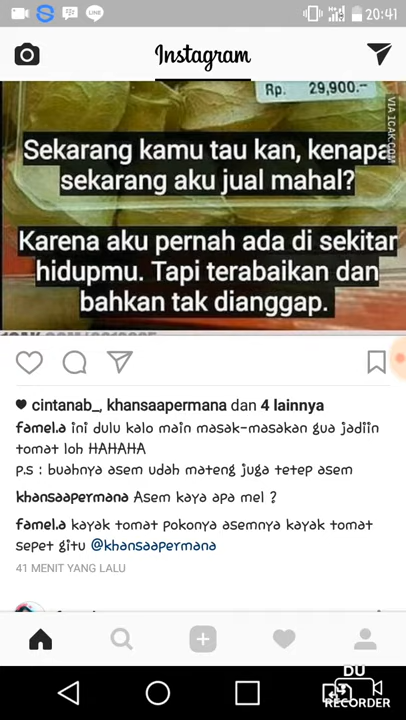 20:41
Instagram
Rp. 29,900.-
VIA 1CAK.COM
Sekarang kamu tau kan, kenapa
sekarang aku jual mahal?
Karena aku pernah ada di sekitar
hidupmu. Tapi terabaikan dan
bahkan tak dianggap.
cintanab_, khansaapermana dan 4 lainnya
famel.a ini dulu kalo main masak-masakan gua jadiin
tomat loh HAHAHA
p.s : buahnya asem udah mateng juga tetep asem
khansaapermana Asem kaya apa mel ?
famel.a kayak tomat pokonya asemnya kayak tomat
sepet gitu @khansaapermana
41 MENIT YANG LALU
DU
RECORDER